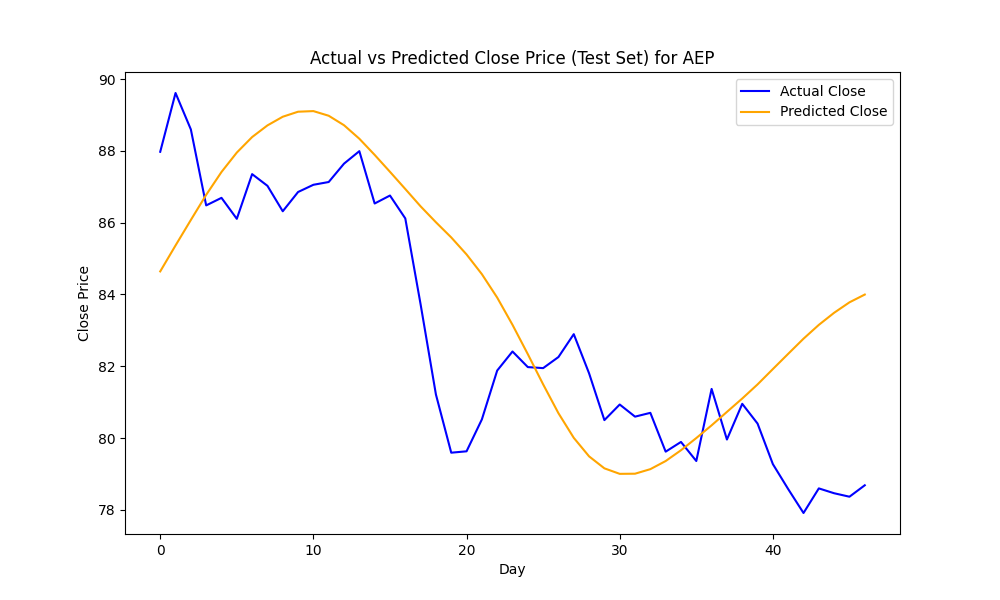 Actual vs Predicted Close Price (Test Set) for AEP
Actual Close
Predicted Close
90
88
86
84
82
80
78
Close Price
0 10 20 30 40
Day